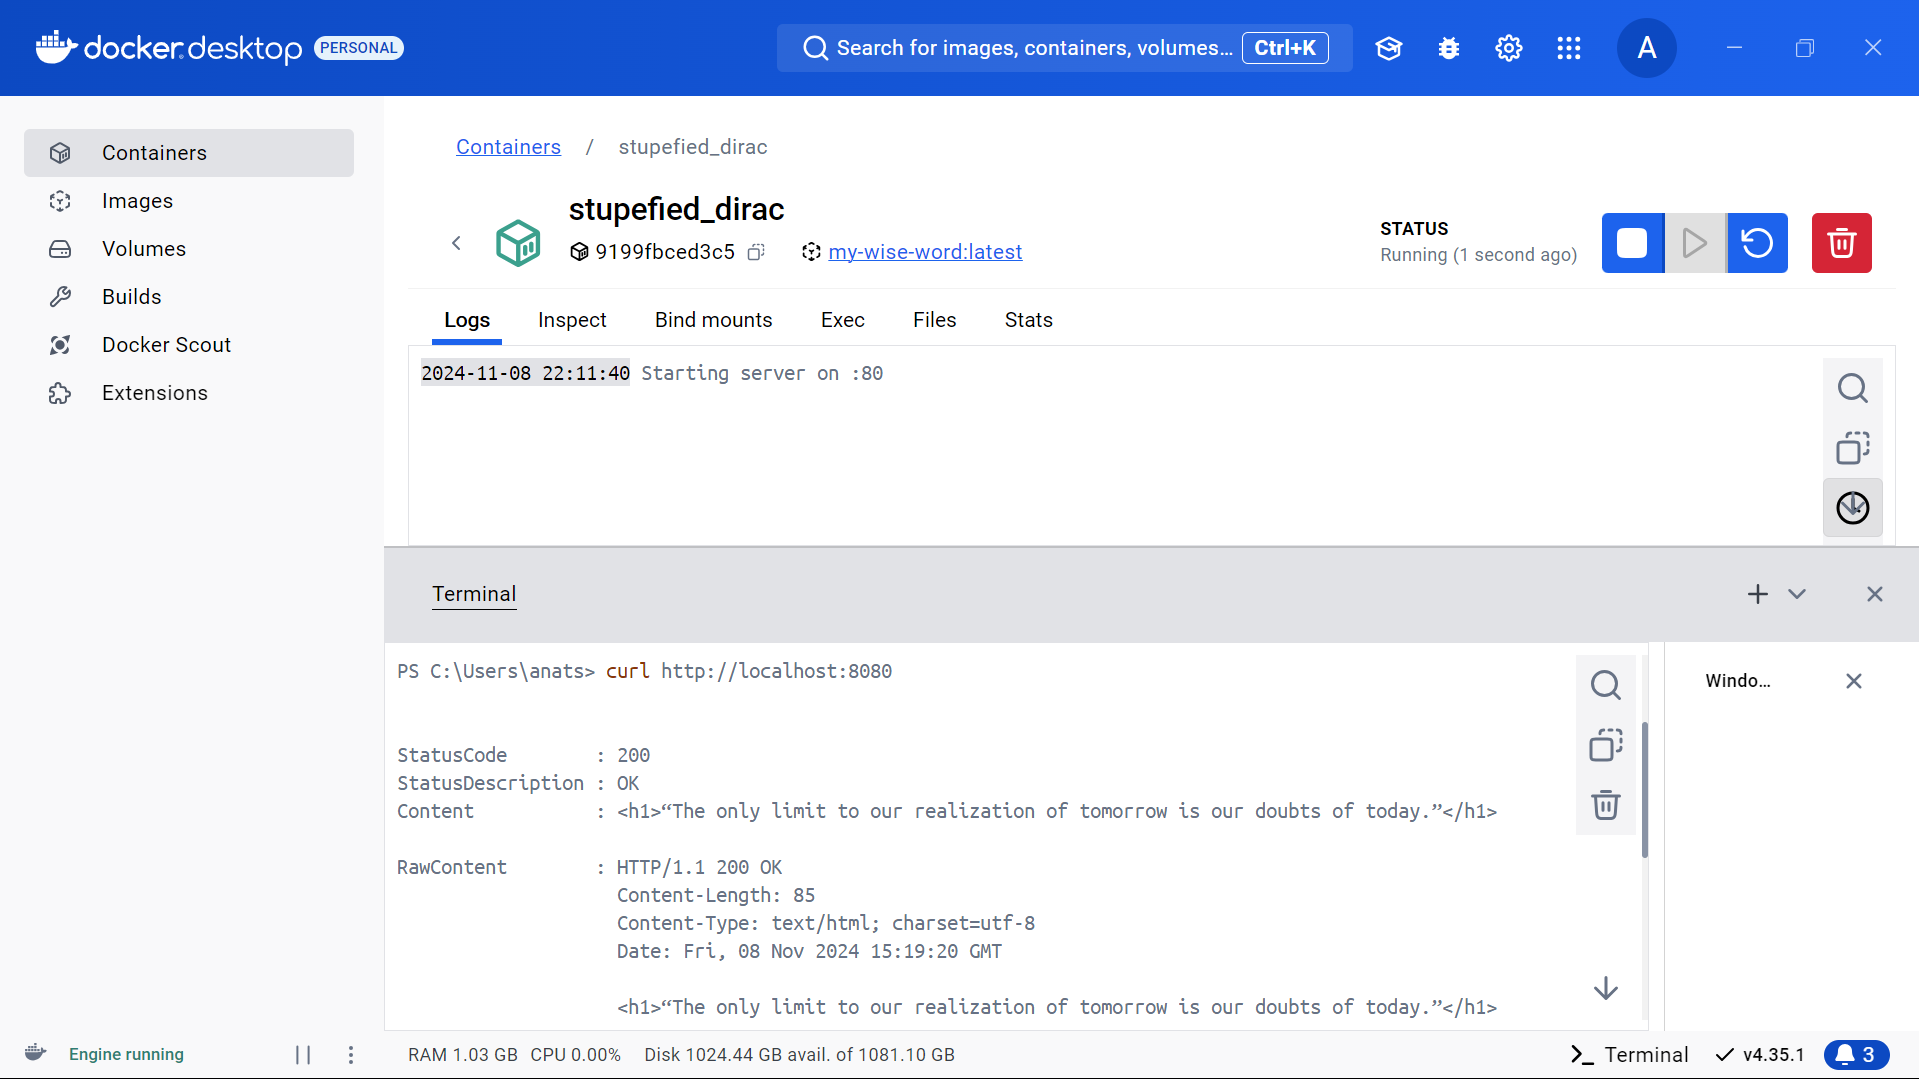 docker desktop PERSONAL
Search for images, containers, volumes... Ctrl+K
A
Containers
Images
Volumes
Builds
Docker Scout
Extensions
Containers / stupefied_dirac
stupefied_dirac
9199fbced3c5 my-wise-word:latest
STATUS
Running (1 second ago)
Logs Inspect Bind mounts Exec Files Stats
2024-11-08 22:11:40 Starting server on :80
Terminal
PS C:\Users\anats> curl http://localhost:8080
StatusCode : 200
StatusDescription : OK
Content : <h1>“The only limit to our realization of tomorrow is our doubts of today.”</h1>
RawContent : HTTP/1.1 200 OK
Content-Length: 85
Content-Type: text/html; charset=utf-8
Date: Fri, 08 Nov 2024 15:19:20 GMT
<h1>“The only limit to our realization of tomorrow is our doubts of today.”</h1>
Windo...
Engine running
RAM 1.03 GB CPU 0.00% Disk 1024.44 GB avail. of 1081.10 GB
Terminal v4.35.1 3